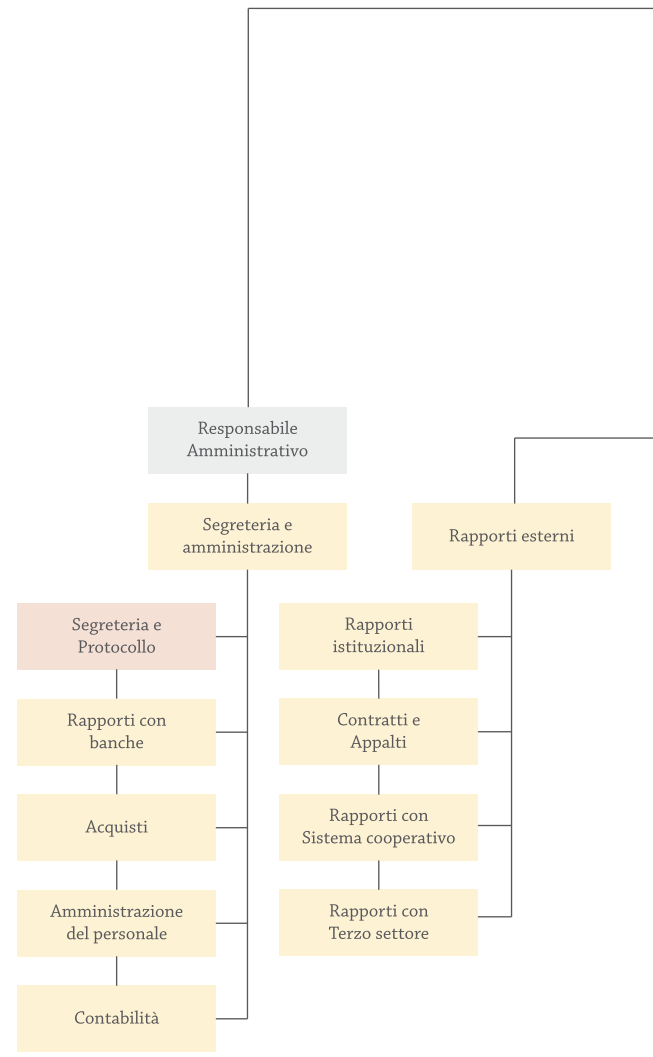 Responsabile
Amministrativo
Segreteria e
amministrazione
Rapporti esterni
Segreteria e
Protocollo
Rapporti con
banche
Acquisti
Amministrazione
del personale
Contabilità
Rapporti
istituzionali
Contratti e
Appalti
Rapporti con
Sistema cooperativo
Rapporti con
Terzo settore